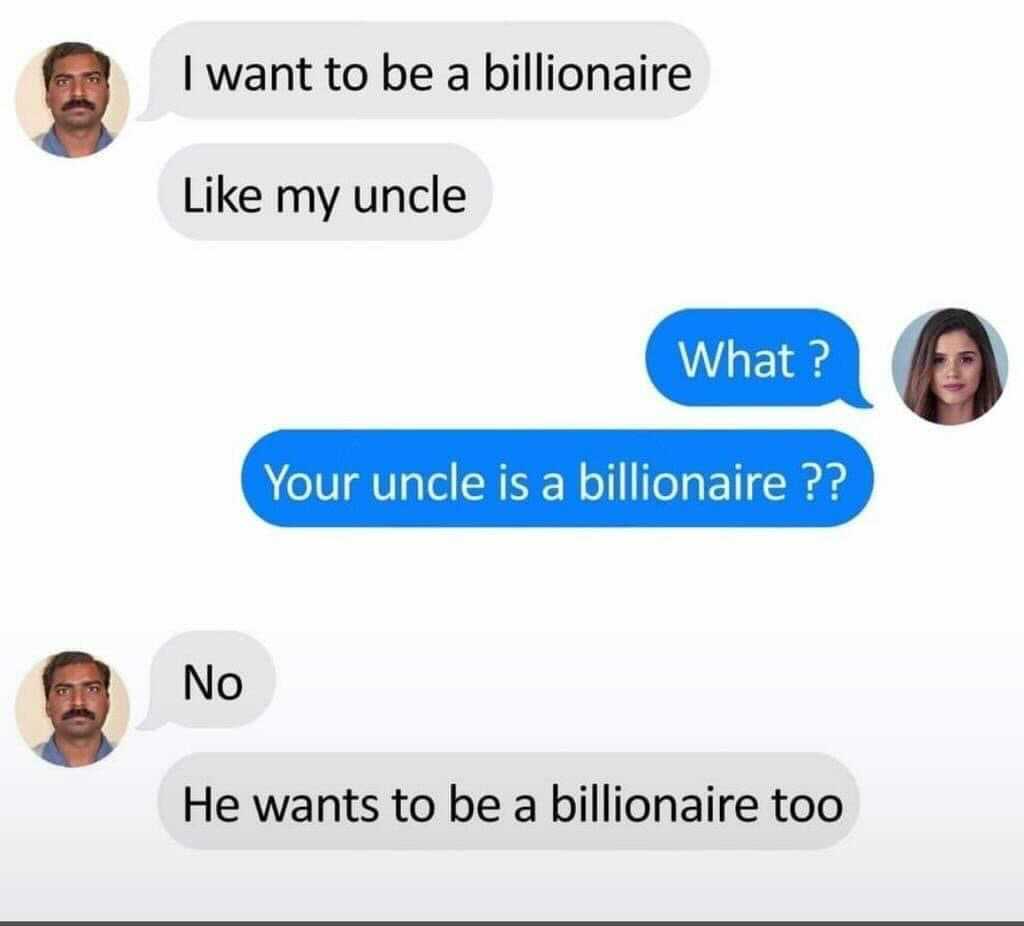 I want to be a billionaire
Like my uncle
What ?
Your uncle is a billionaire ??
No
He wants to be a billionaire too